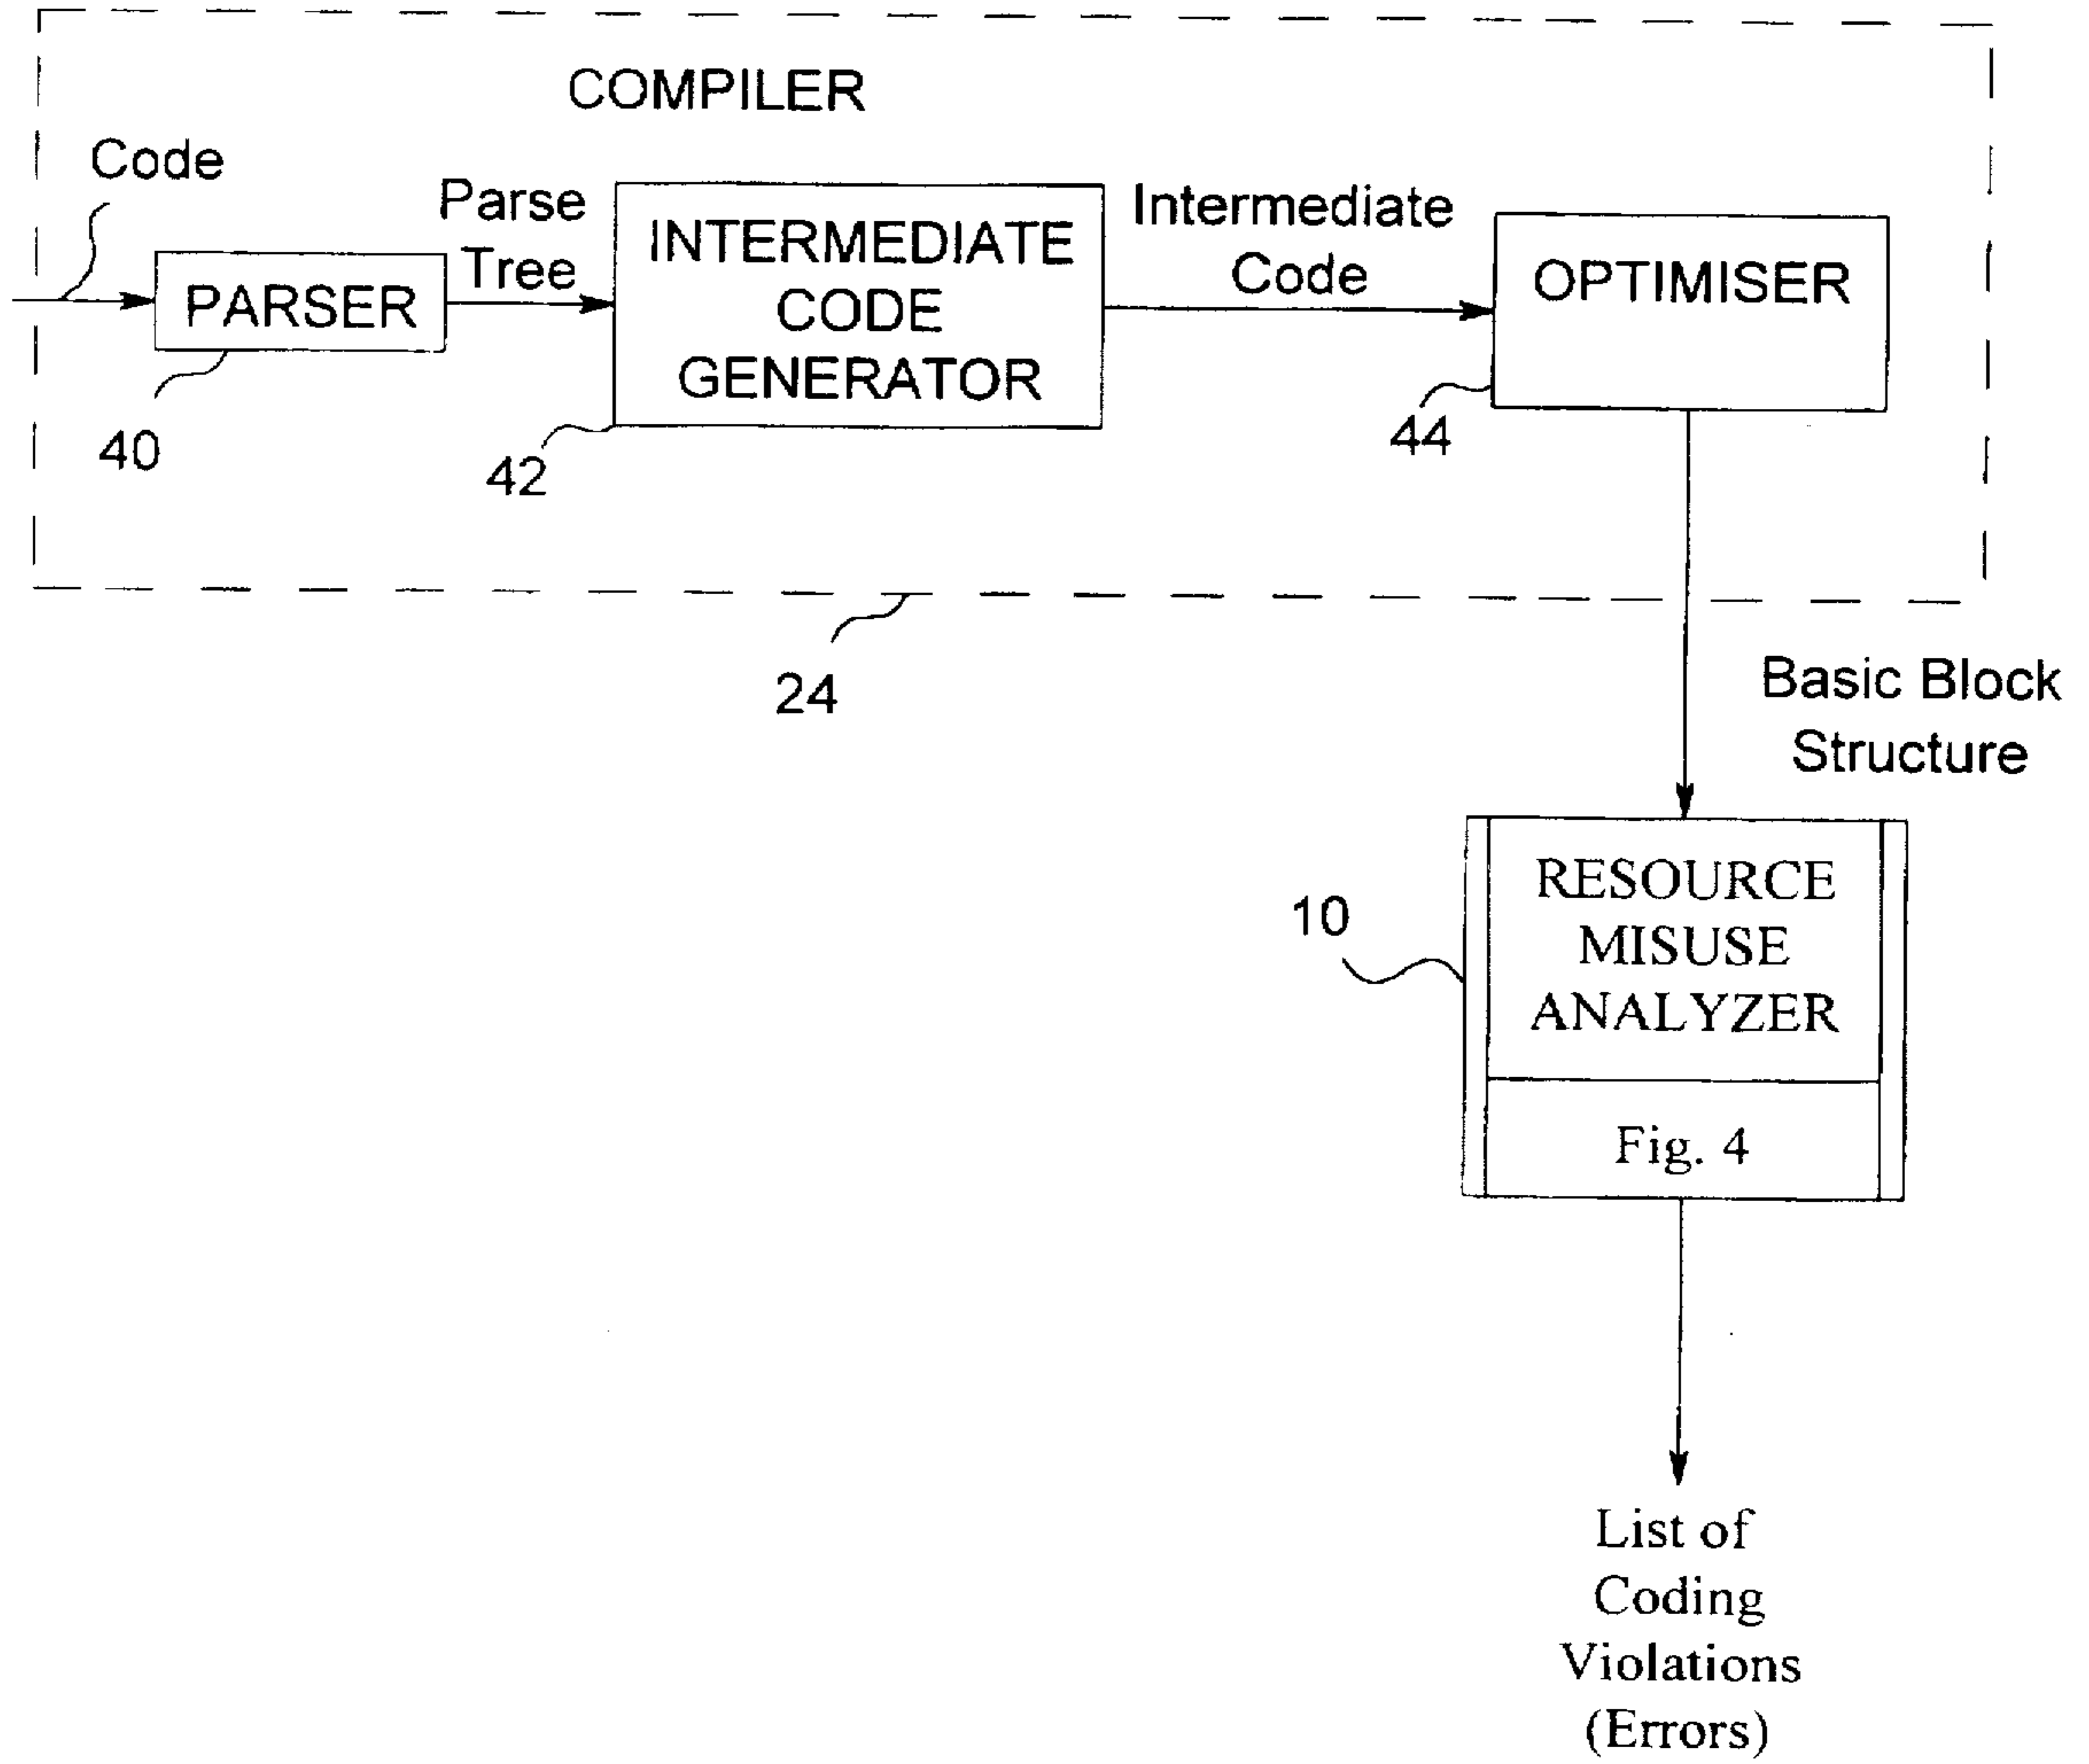 COMPILER
Code
Parse
Tree
PARSER
40
INTERMEDIATE
CODE
GENERATOR
42
Intermediate
Code
OPTIMISER
44
24
Basic Block
Structure
10
RESOURCE
MISUSE
ANALYZER
Fig. 4
List of
Coding
Violations
(Errors)